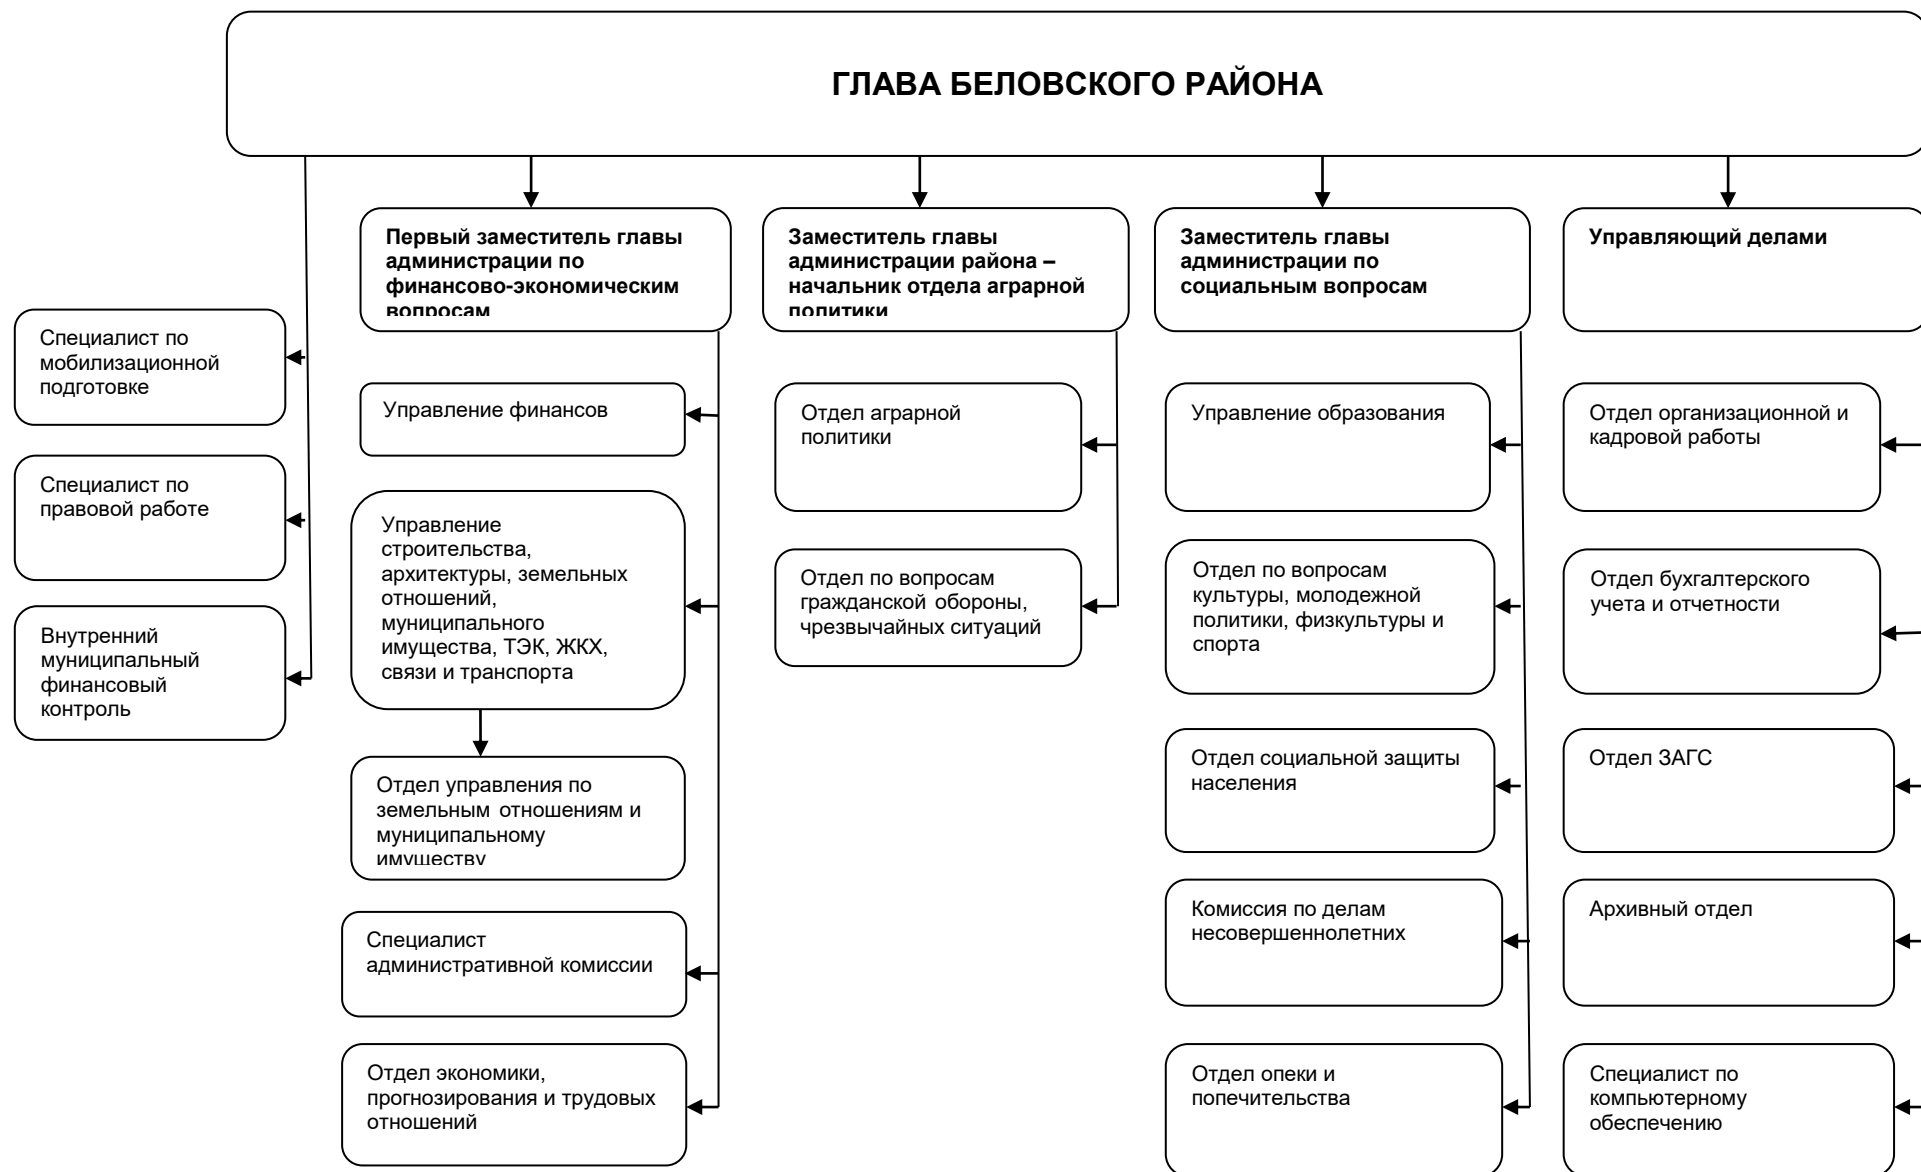 ГЛАВА БЕЛОВСКОГО РАЙОНА
Специалист по
мобилизационной
подготовке
Специалист по
правовой работе
Внутренний
муниципальный
финансовый
контроль
Первый заместитель главы
администрации по
финансово-экономическим
вопросам
Управление финансов
Управление
строительства,
архитектуры, земельных
отношений,
муниципального
имущества, ТЭК, ЖКХ,
связи и транспорта
Отдел управления по
земельным отношениям и
муниципальному
имуществу
Специалист
административной комиссии
Отдел экономики,
прогнозирования и трудовых
отношений
Заместитель главы
администрации района –
начальник отдела аграрной
политики
Отдел аграрной
политики
Отдел по вопросам
гражданской обороны,
чрезвычайных ситуаций
Заместитель главы
администрации по
социальным вопросам
Управление образования
Отдел по вопросам
культуры, молодежной
политики, физкультуры и
спорта
Отдел социальной защиты
населения
Комиссия по делам
несовершеннолетних
Отдел опеки и
попечительства
Управляющий делами
Отдел организационной и
кадровой работы
Отдел бухгалтерского
учета и отчетности
Отдел ЗАГС
Архивный отдел
Специалист по
компьютерному
обеспечению